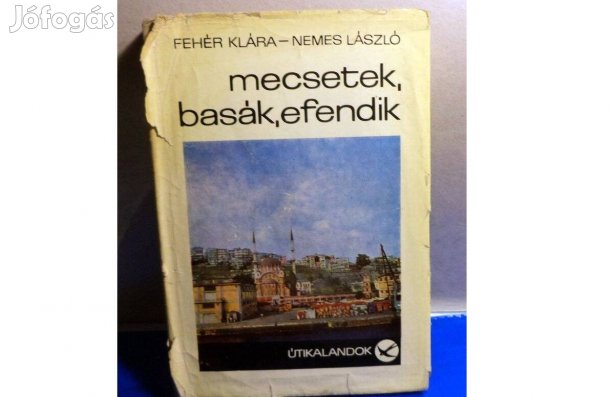 Jófogás
FEHÉR KLÁRA–NEMES LÁSZLÓ
mecsetek,
basák, efendik
ÚTIKALANDOK